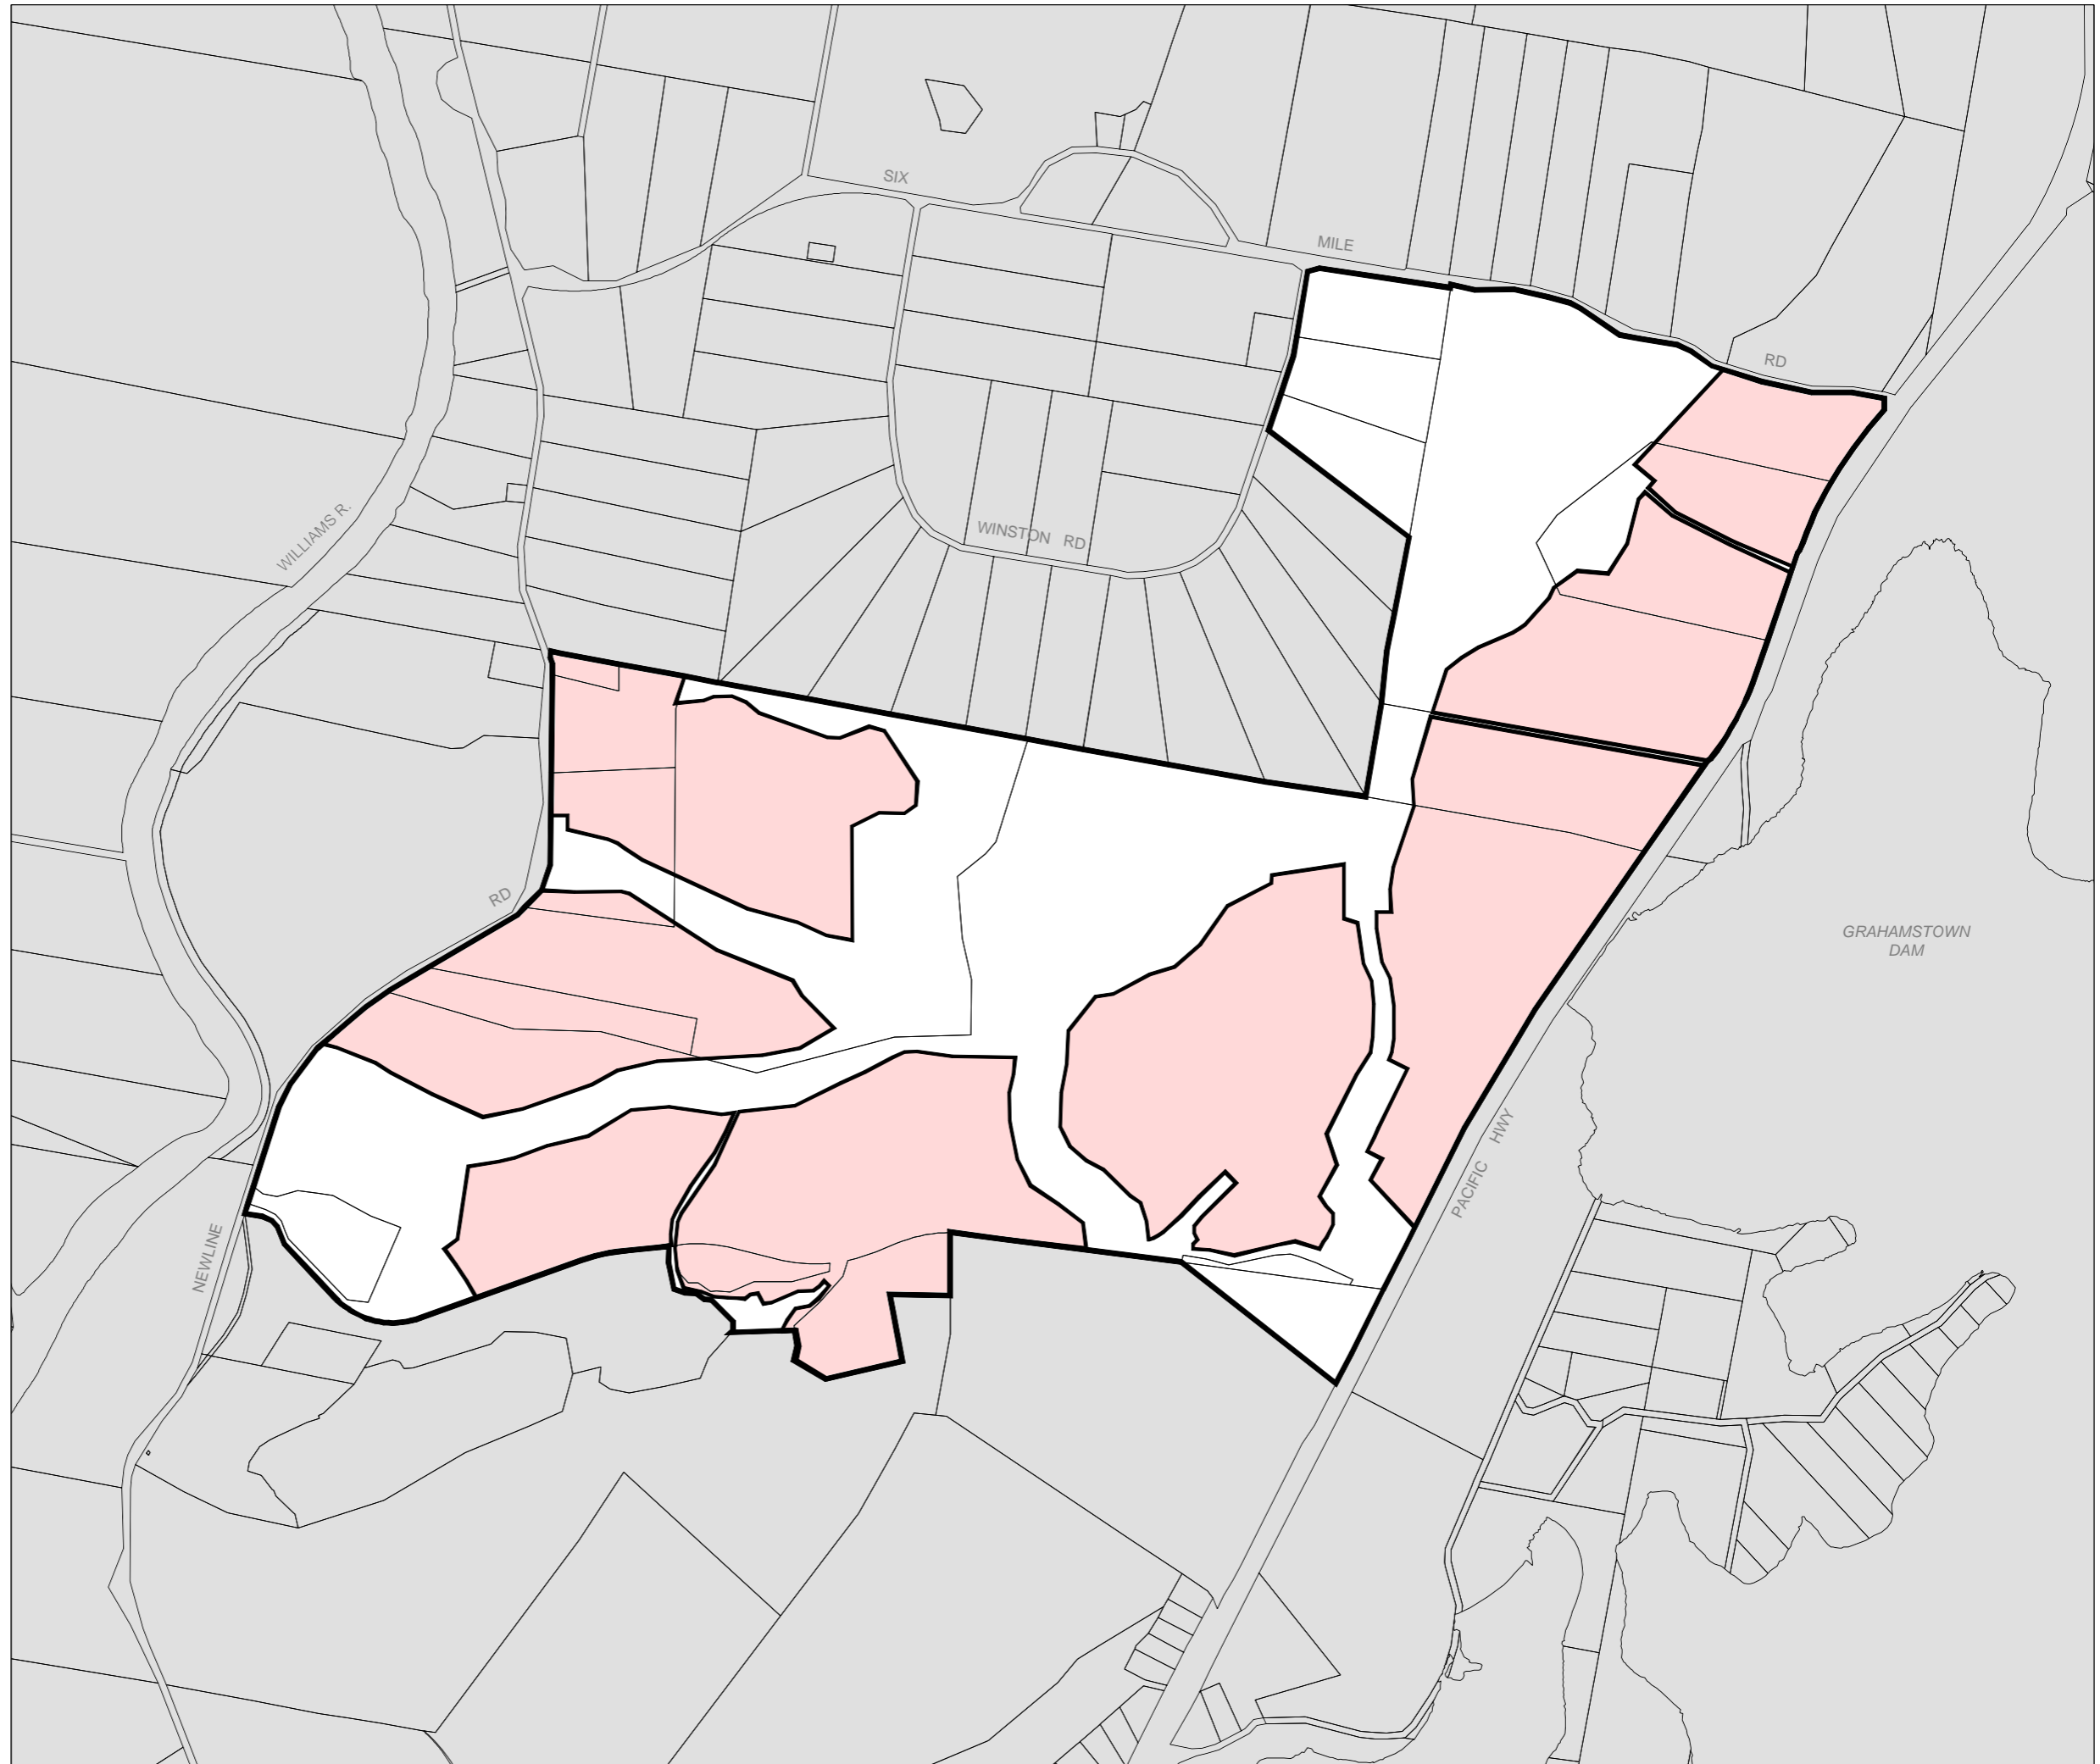 SIX
MILE
RD
WILLIAMS R.
WINSTON RD
RD
GRAHAMSTOWN
DAM
PACIFIC HWY
NEWLINE